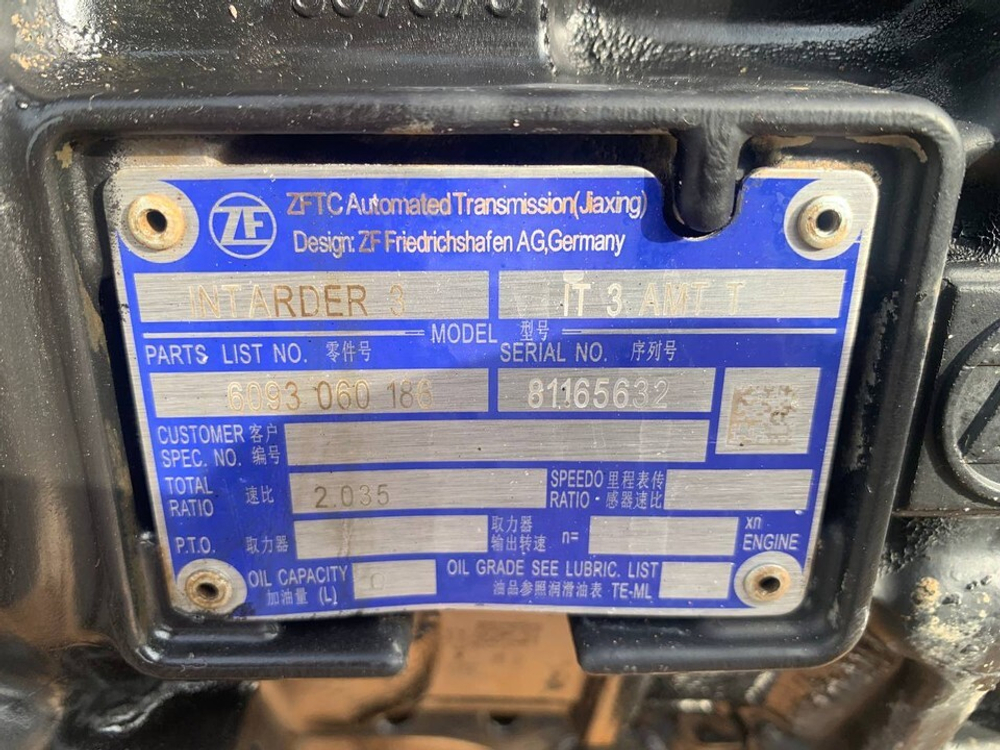 ZF
ZFTC Automated Transmission(Jiaxing)
Design: ZF Friedrichshafen AG,Germany
INTARDER 3
IT 3 AMT T
MODEL 型号
PARTS LIST NO. 零件号
SERIAL NO. 序列号
6093 060 186
81165632
CUSTOMER 客户
SPEC. NO. 编号
TOTAL RATIO 速比
2.035
SPEEDO 里程表传
RATIO · 感器速比
P.T.O. 取力器
取力器
输出转速 n=
xn
ENGINE
OIL CAPACITY
加油量 (L)
0
OIL GRADE SEE LUBRIC. LIST
油品参照润滑油表 TE-ML